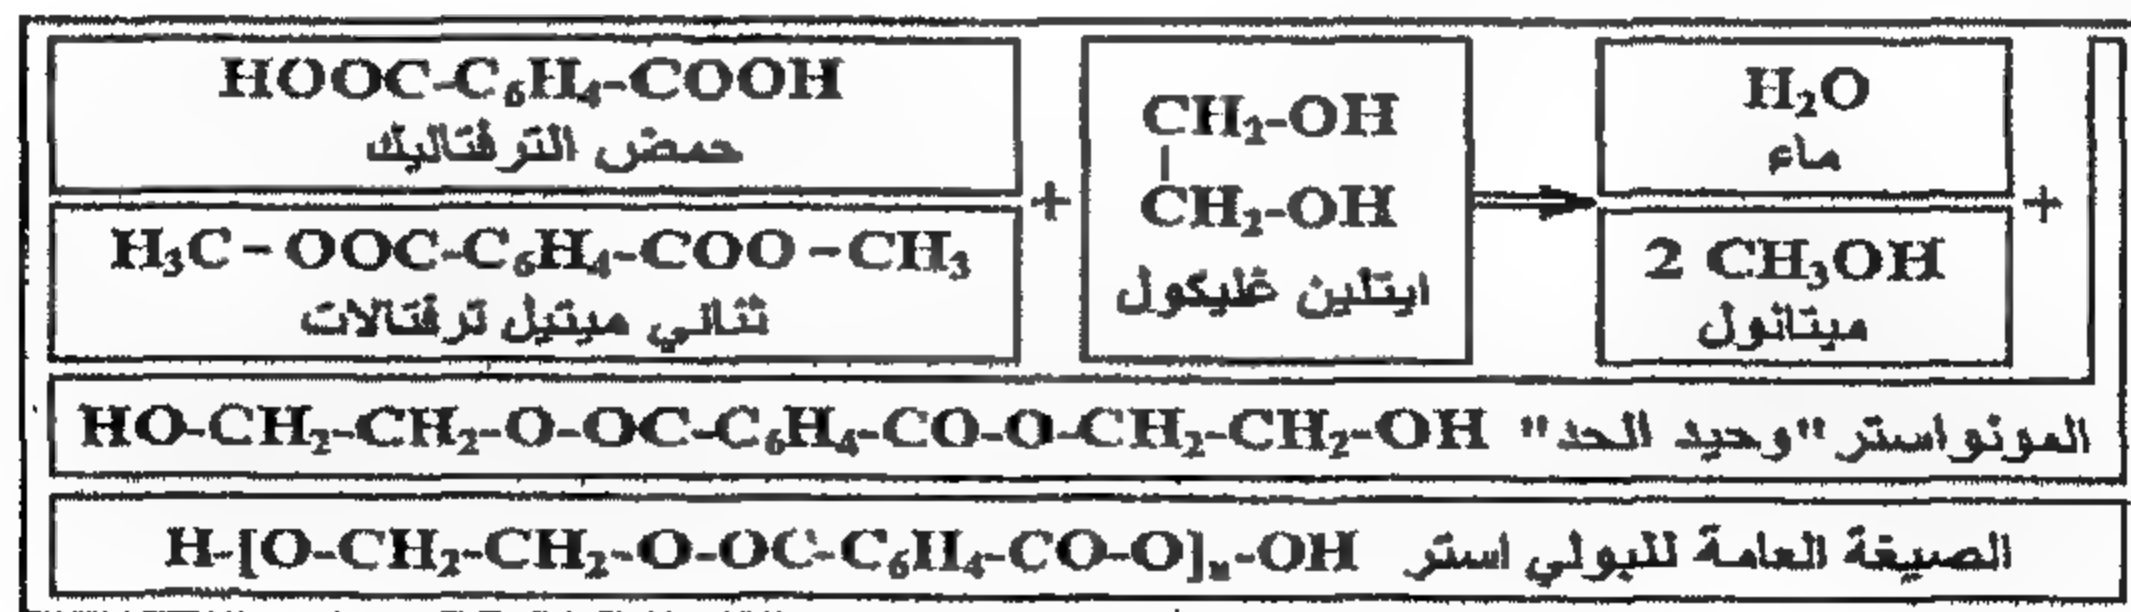 HOOC-C₆H₄-COOH
حمض الترفتاليك
H₃C-OOC-C₆H₄-COO-CH₃
ثنائي ميتيل ترفتالات
+
CH₂-OH
|
CH₂-OH
ايتلين غليكول
→
H₂O
ماء
2 CH₃OH
ميتانول
+
HO-CH₂-CH₂-O-OC-C₆H₄-CO-O-CH₂-CH₂-OH المونواستر "وحيد الحد"
H-[O-CH₂-CH₂-O-OC-C₆H₄-CO-O]ₙ-OH الصيغة العامة للبولي استر